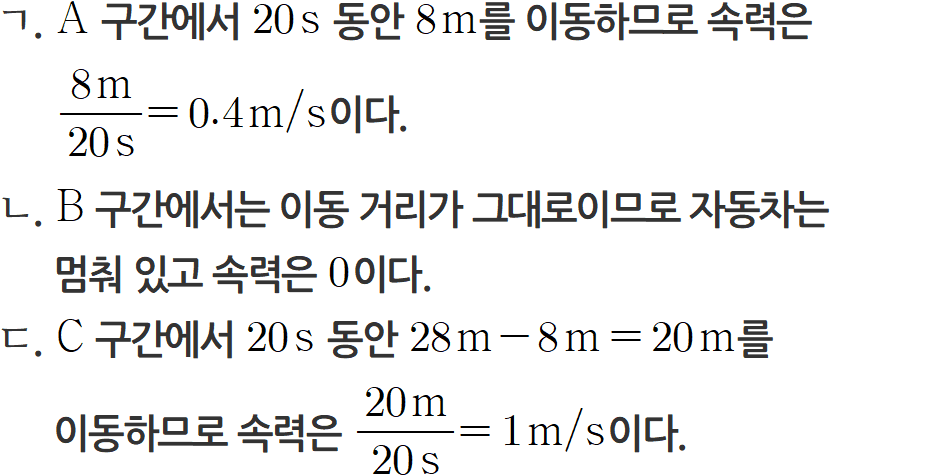 ㄱ. A 구간에서 20 s 동안 8 m를 이동하므로 속력은
8 m/20 s = 0.4 m/s이다.
ㄴ. B 구간에서는 이동 거리가 그대로이므로 자동차는
멈춰 있고 속력은 0이다.
ㄷ. C 구간에서 20 s 동안 28 m − 8 m = 20 m를
이동하므로 속력은 20 m/20 s = 1 m/s이다.